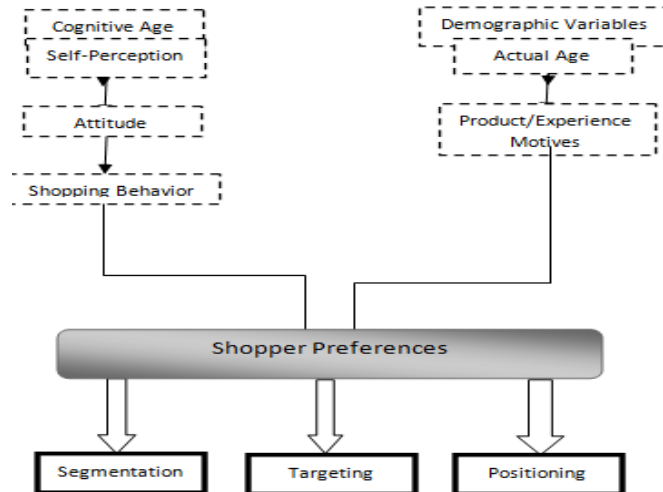 Cognitive Age
Self-Perception
Attitude
Shopping Behavior
Demographic Variables
Actual Age
Product/Experience
Motives
Shopper Preferences
Segmentation
Targeting
Positioning